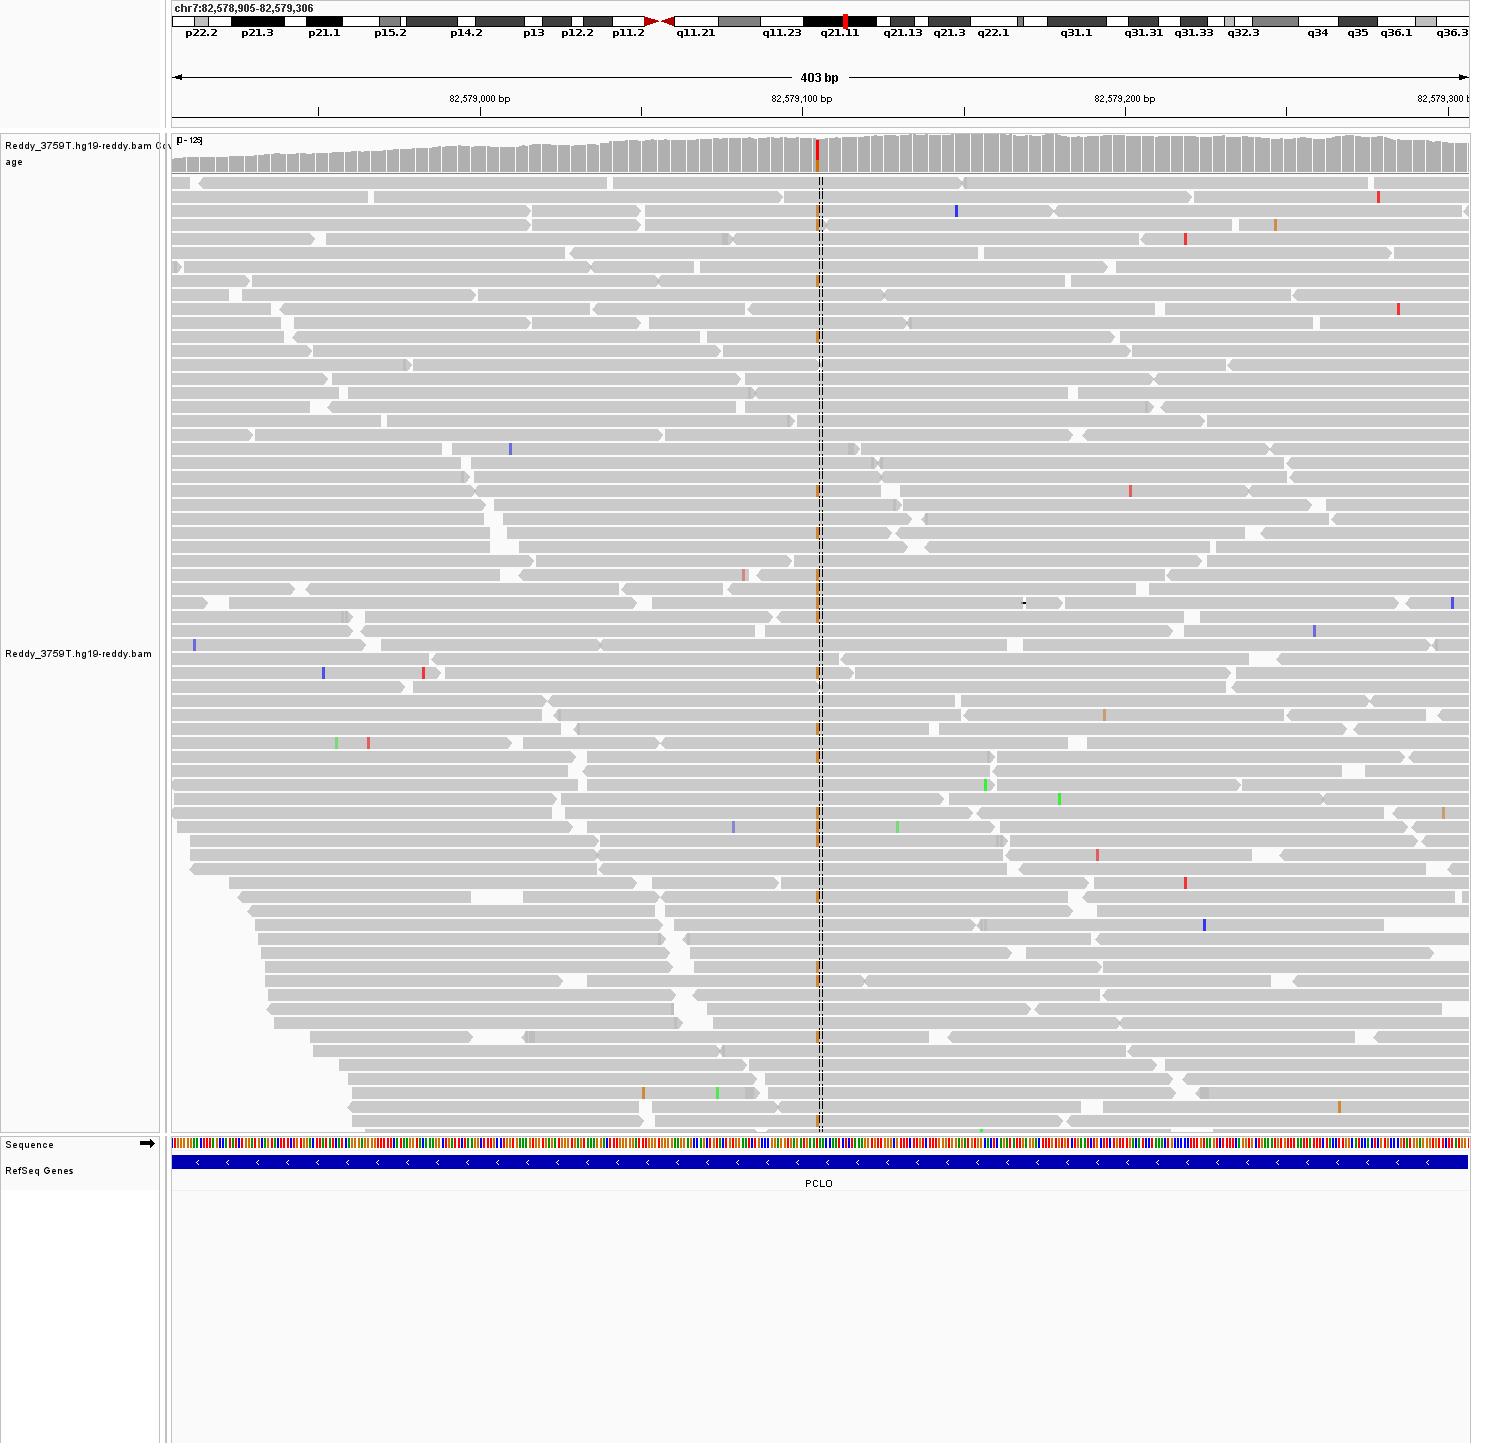 chr7:82,578,905-82,579,306
p22.2 p21.3 p21.1 p15.2 p14.2 p13 p12.2 p11.2 q11.21 q11.23 q21.11 q21.13 q21.3 q22.1 q31.1 q31.31 q31.33 q32.3 q34 q35 q36.1 q36.3
403 bp
82,579,000 bp 82,579,100 bp 82,579,200 bp 82,579,300 b
Reddy_3759T.hg19-reddy.bam Cov
age
[0 - 126]
Reddy_3759T.hg19-reddy.bam
Sequence
RefSeq Genes
PCLO